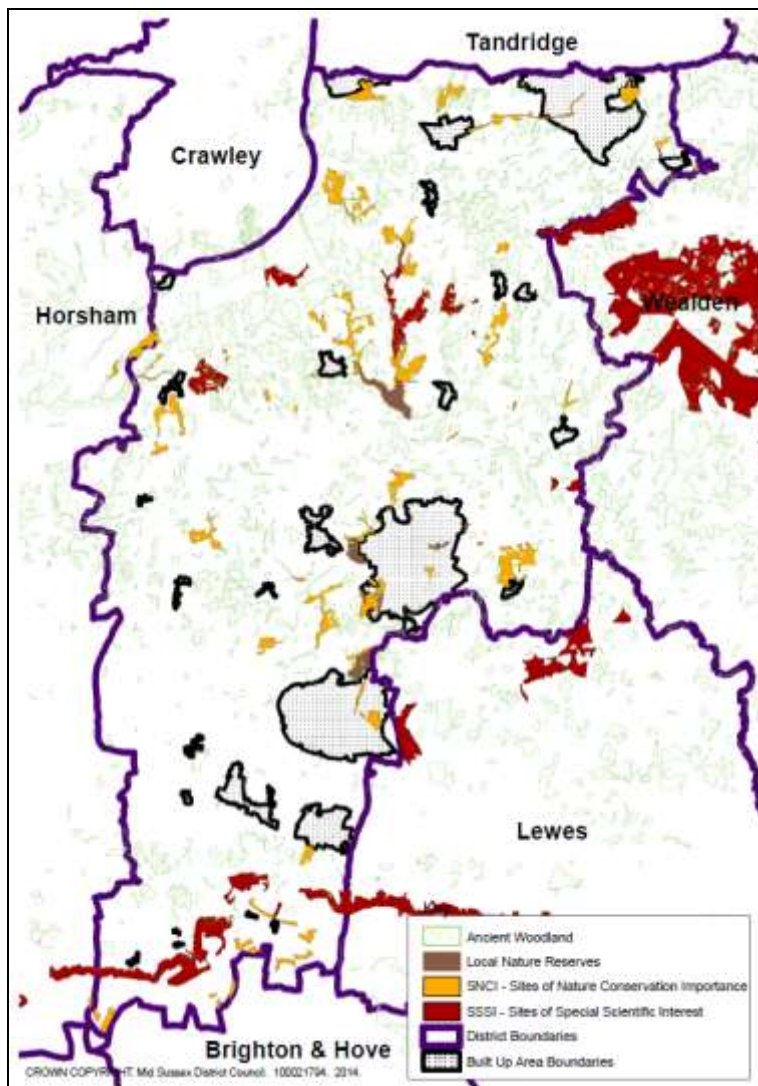 Tandridge
Crawley
Horsham
Wealden
Lewes
Ancient Woodland
Local Nature Reserves
SNCI - Sites of Nature Conservation Importance
SSSI - Sites of Special Scientific Interest
District Boundaries
Built Up Area Boundaries
Brighton & Hove
CROWN COPYRIGHT. Mid Sussex District Council. 100021794. 2014.